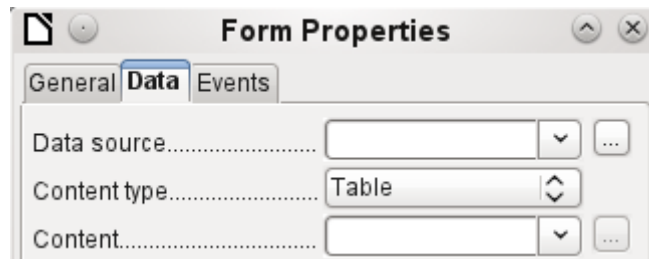 Form Properties
General Data Events
Data source....................... ...
Content type......................... Table
Content................................. ...